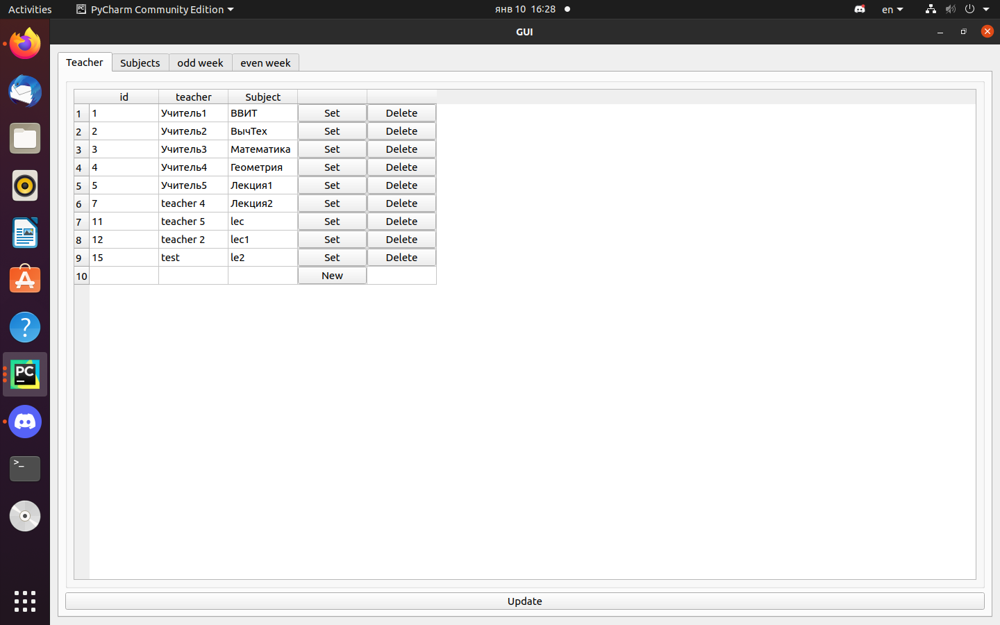 Activities PyCharm Community Edition янв 10 16:28 en
GUI
Teacher Subjects odd week even week
id teacher Subject
1 1 Учитель1 ВВИТ Set Delete
2 2 Учитель2 ВычТех Set Delete
3 3 Учитель3 Математика Set Delete
4 4 Учитель4 Геометрия Set Delete
5 5 Учитель5 Лекция1 Set Delete
6 7 teacher 4 Лекция2 Set Delete
7 11 teacher 5 lec Set Delete
8 12 teacher 2 lec1 Set Delete
9 15 test le2 Set Delete
10 New
PC
>_
Update